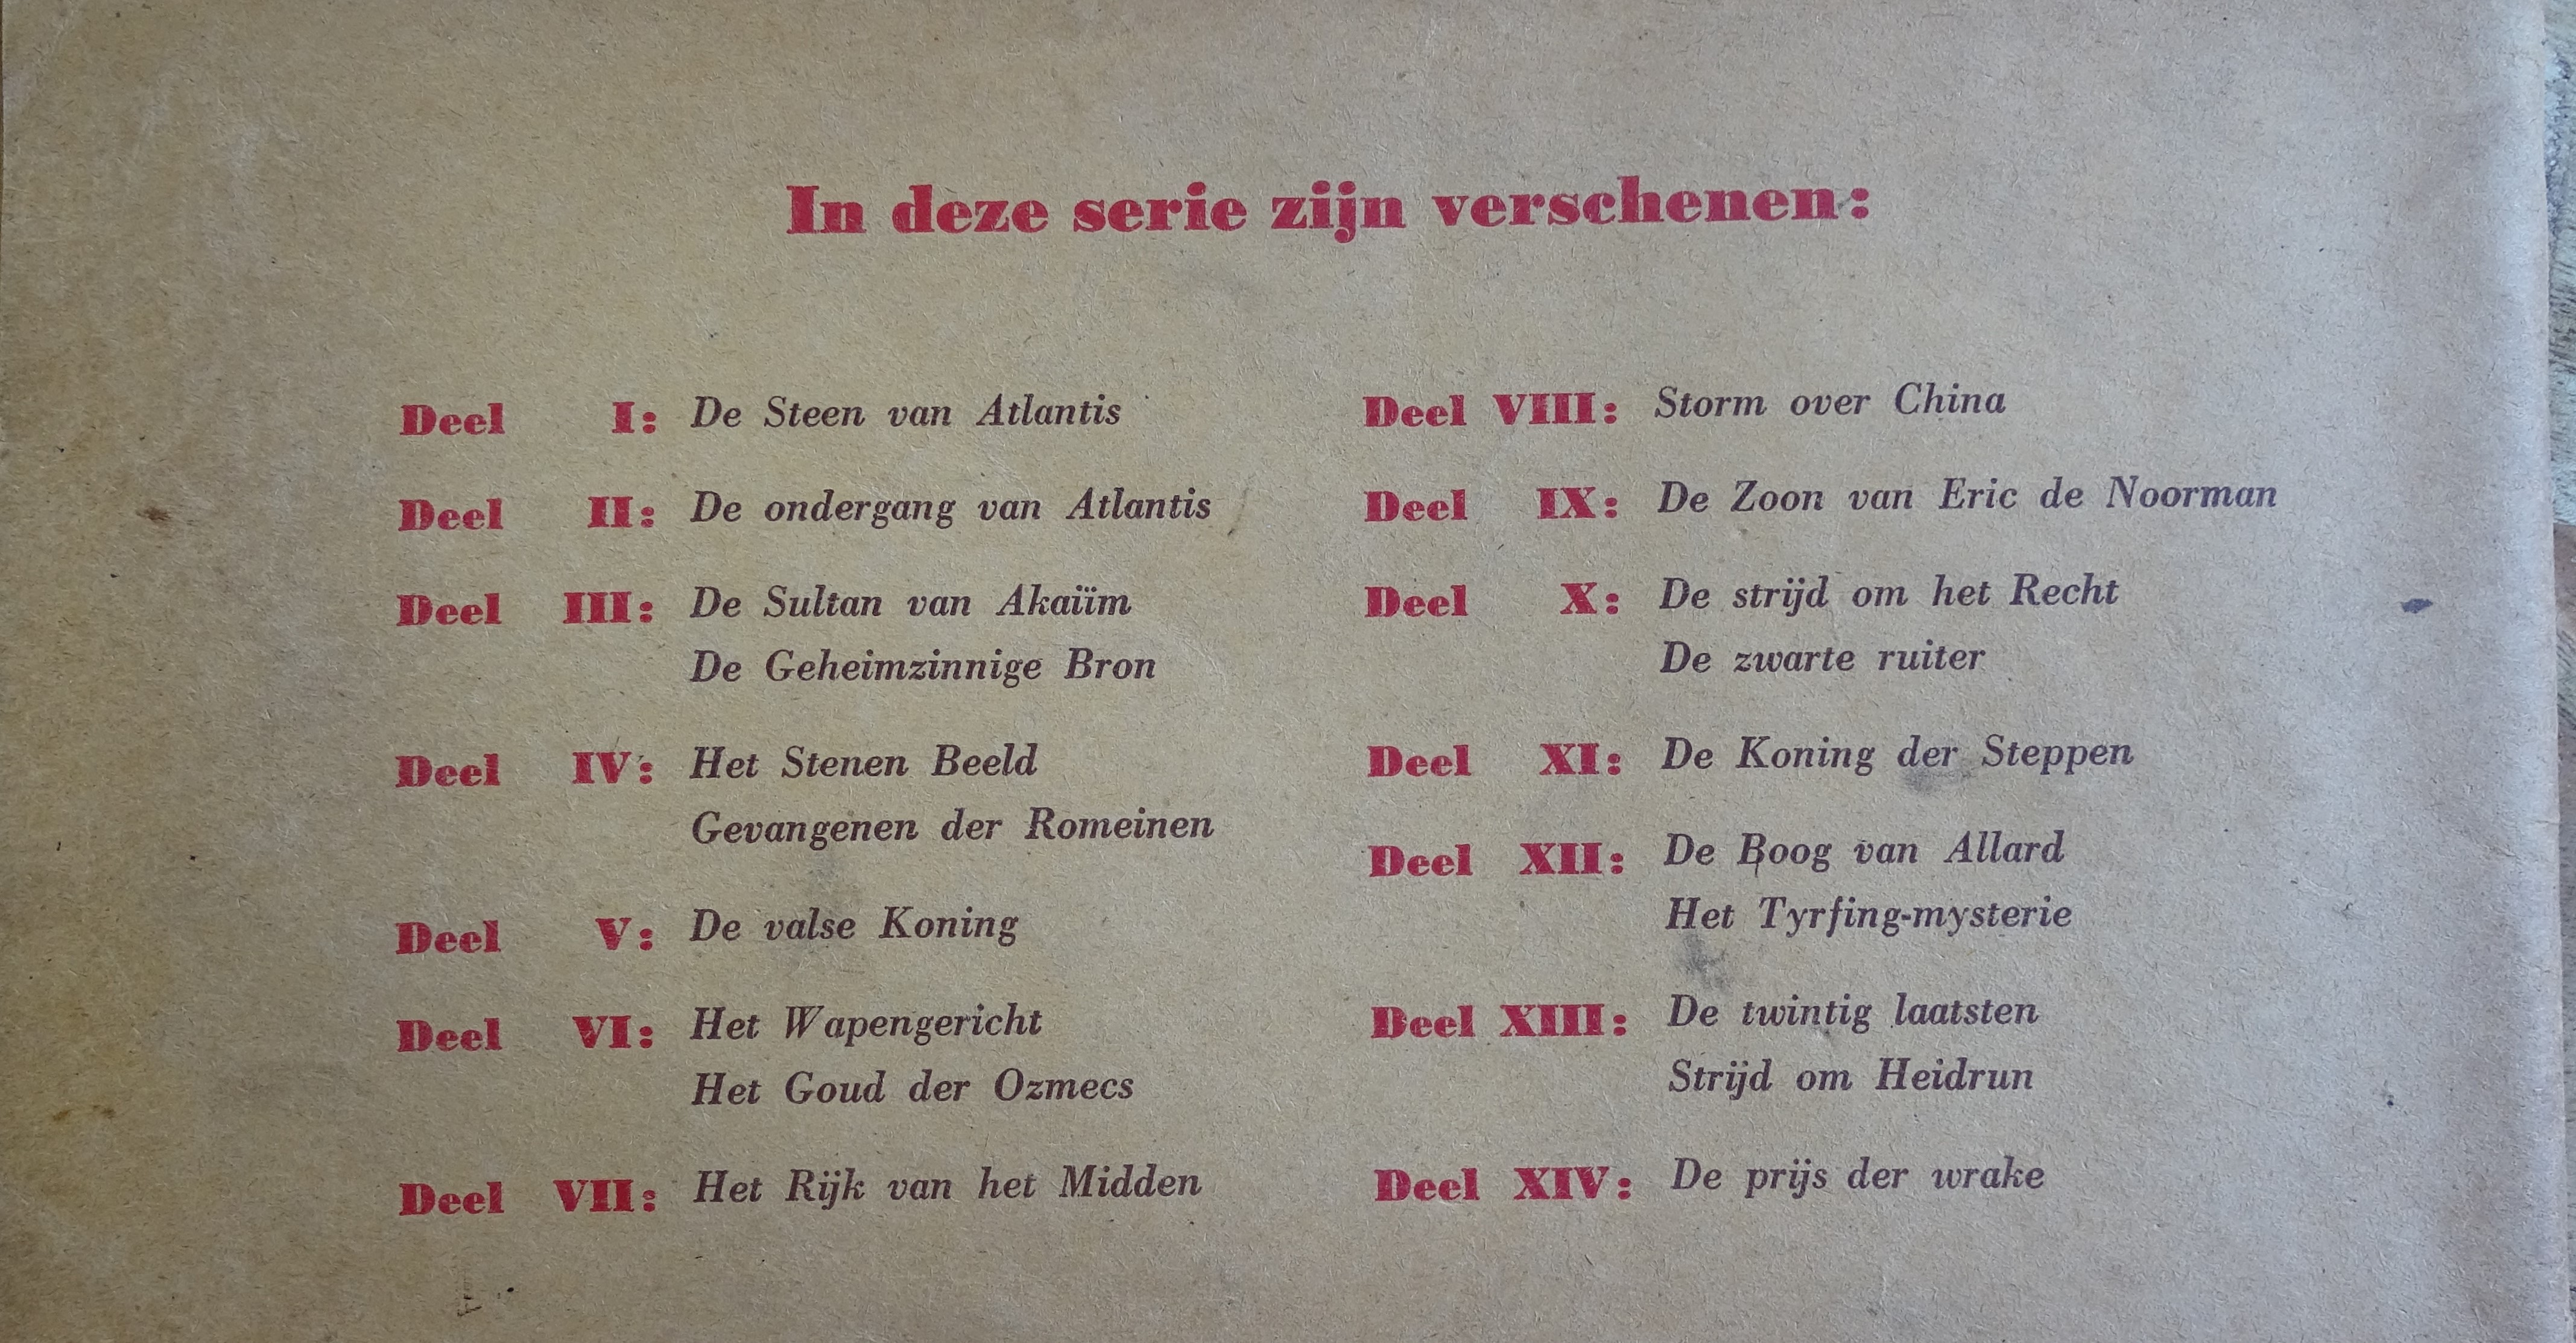 In deze serie zijn verschenen:
Deel I: De Steen van Atlantis
Deel II: De ondergang van Atlantis
Deel III: De Sultan van Akaiïm
De Geheimzinnige Bron
Deel IV: Het Stenen Beeld
Gevangenen der Romeinen
Deel V: De valse Koning
Deel VI: Het Wapengericht
Het Goud der Ozmecs
Deel VII: Het Rijk van het Midden
Deel VIII: Storm over China
Deel IX: De Zoon van Eric de Noorman
Deel X: De strijd om het Recht
De zwarte ruiter
Deel XI: De Koning der Steppen
Deel XII: De Boog van Allard
Het Tyrfing-mysterie
Deel XIII: De twintig laatsten
Strijd om Heidrun
Deel XIV: De prijs der wrake